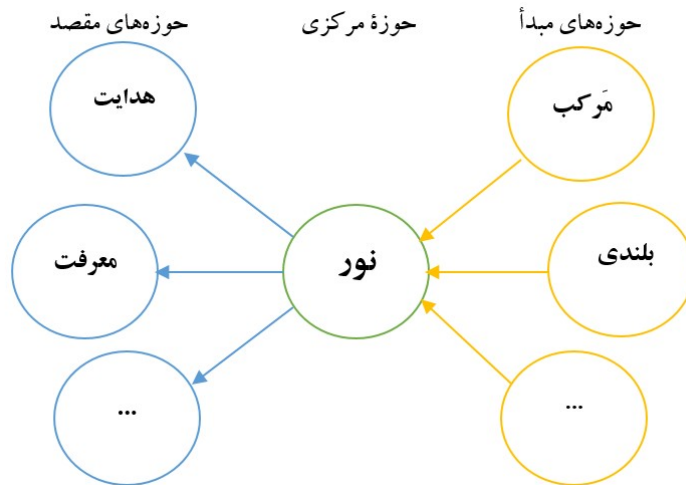 حوزه‌های مبدأ
حوزهٔ مرکزی
حوزه‌های مقصد
مَرکب
هدایت
بلندی
نور
معرفت
...
...